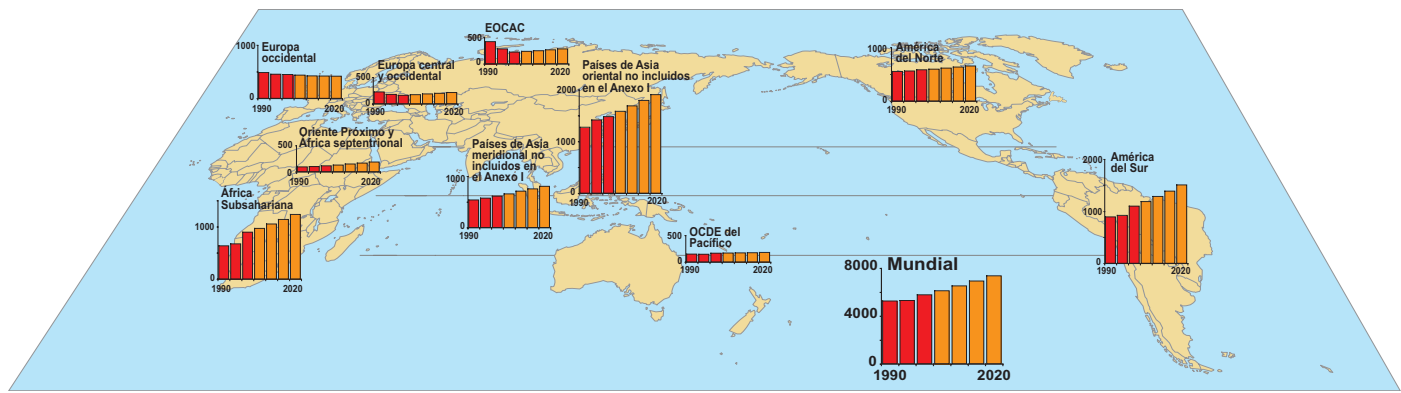 EOCAC
500
0
1990
2020
Europa
occidental
1000
0
1990
2020
Europa central
y occidental
500
0
1990
2020
Países de Asia
oriental no incluidos
en el Anexo I
2000
1000
0
1990
2020
América
del Norte
1000
0
1990
2020
Oriente Próximo y
África septentrional
500
0
1990
2020
Países de Asia
meridional no
incluidos en
el Anexo I
1000
0
1990
2020
América
del Sur
2000
1000
0
1990
2020
África
Subsahariana
1000
0
1990
2020
OCDE del
Pacífico
500
0
1990
2020
Mundial
8000
4000
0
1990
2020